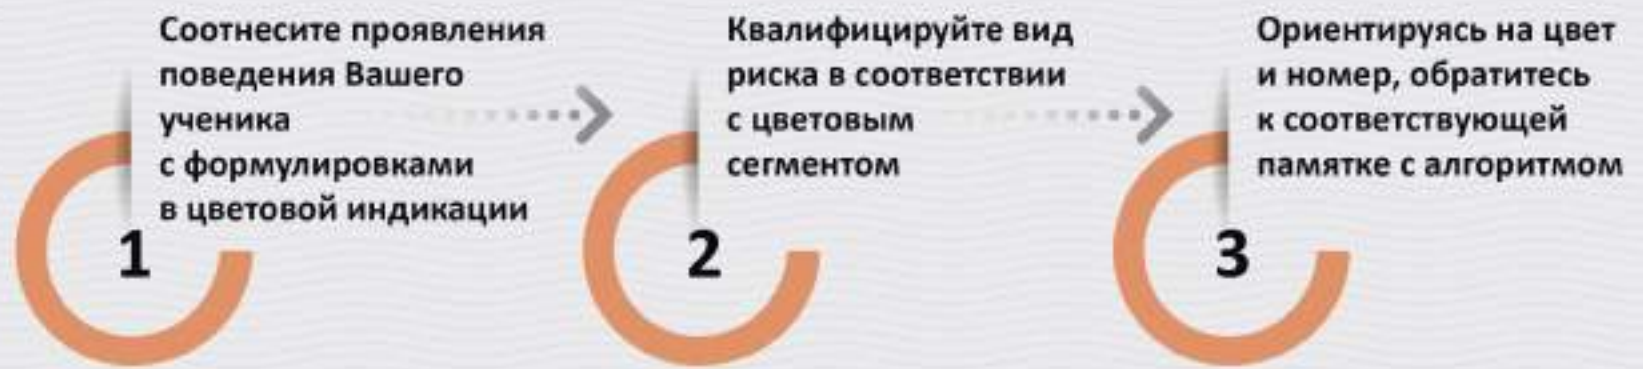 Соотнесите проявления
поведения Вашего
ученика
с формулировками
в цветовой индикации
1
Квалифицируйте вид
риска в соответствии
с цветовым
сегментом
2
Ориентируясь на цвет
и номер, обратитесь
к соответствующей
памятке с алгоритмом
3